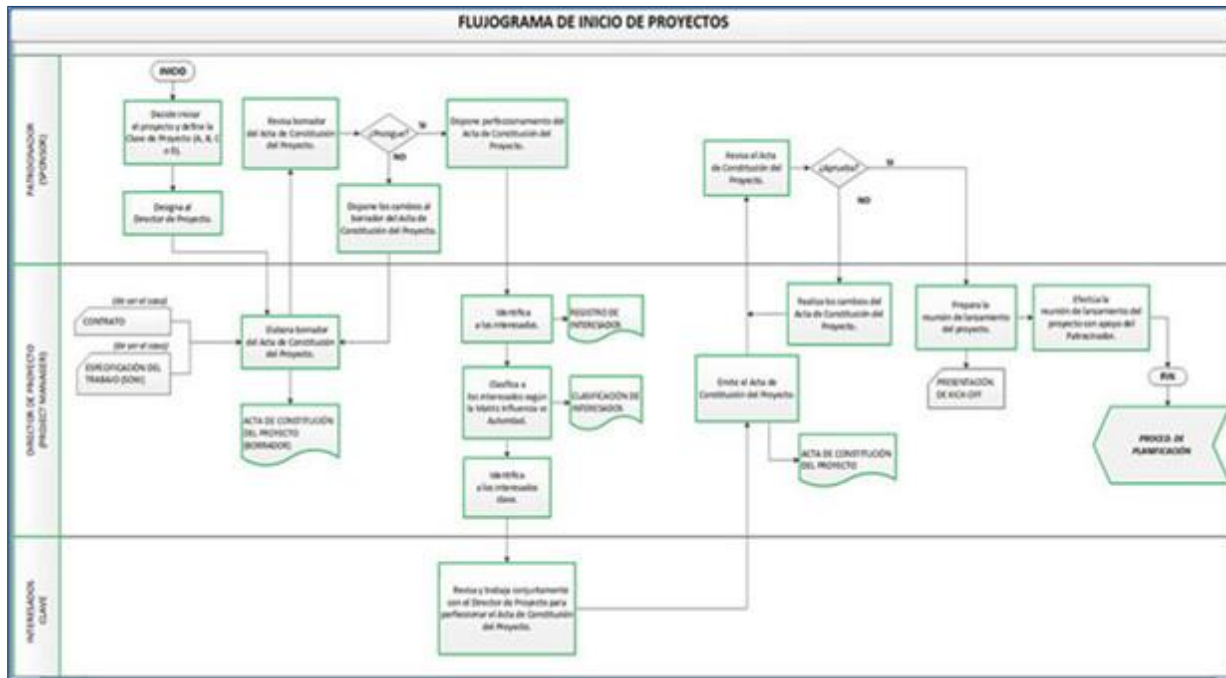 FLUJOGRAMA DE INICIO DE PROYECTOS
PATROCINADOR
(SPONSOR)
INICIO
Decide iniciar
el proyecto y define la
Clase de Proyecto (A, B, C
o D).
Designa al
Director de Proyecto.
Revisa borrador
del Acta de Constitución
del Proyecto.
¿Prosigue?
SI
NO
Dispone los cambios al
borrador del Acta de
Constitución del Proyecto.
Dispone perfeccionamiento del
Acta de Constitución del
Proyecto.
Revisa el Acta
de Constitución del
Proyecto.
¿Aprueba?
SI
NO
DIRECTOR DE PROYECTO
(PROJECT MANAGER)
(de ser el caso)
CONTRATO
(de ser el caso)
ESPECIFICACIÓN DEL
TRABAJO (SOW)
Elabora borrador
del Acta de Constitución
del Proyecto.
ACTA DE CONSTITUCIÓN
DEL PROYECTO
(BORRADOR)
Identifica
a los interesados.
REGISTRO DE
Clasifica a
los interesados según
la Matriz Influencia vs
Autoridad.
CLASIFICACIÓN DE
INTERESADOS
Identifica
a los interesados
clave.
Realiza los cambios del
Acta de Constitución del
Proyecto.
Emite el Acta de
Constitución del Proyecto.
ACTA DE CONSTITUCIÓN
DEL PROYECTO
Prepara la
reunión de lanzamiento del
proyecto.
PRESENTACIÓN
DE KICK OFF
Efectúa la
reunión de lanzamiento del
proyecto con apoyo del
Patrocinador.
FIN
PROCED. DE
PLANIFICACIÓN
INTERESADOS
CLAVE
Revisa y trabaja conjuntamente
con el Director de Proyecto para
perfeccionar el Acta de Constitución
del Proyecto.